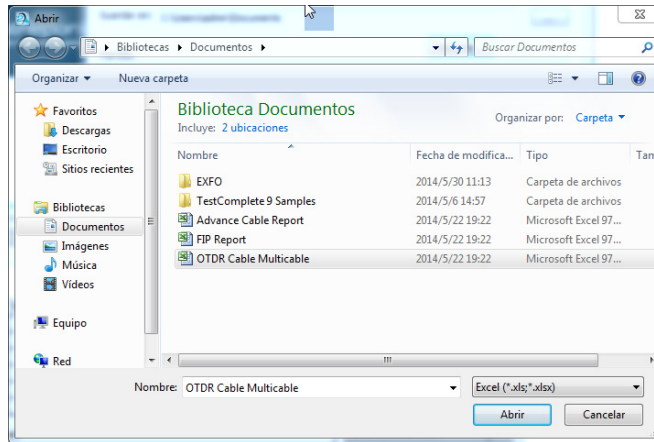 Abrir
Bibliotecas Documentos
Buscar Documentos
Organizar Nueva carpeta
Favoritos
Descargas
Escritorio
Sitios recientes
Bibliotecas
Documentos
Imágenes
Música
Vídeos
Equipo
Red
Biblioteca Documentos
Incluye: 2 ubicaciones
Organizar por: Carpeta
Nombre Fecha de modifica... Tipo Tam
EXFO 2014/5/30 11:13 Carpeta de archivos
TestComplete 9 Samples 2014/5/6 14:57 Carpeta de archivos
Advance Cable Report 2014/5/22 19:22 Microsoft Excel 97...
FIP Report 2014/5/22 19:22 Microsoft Excel 97...
OTDR Cable Multicable 2014/5/22 19:22 Microsoft Excel 97...
Nombre: OTDR Cable Multicable Excel (*.xls;*.xlsx)
Abrir Cancelar